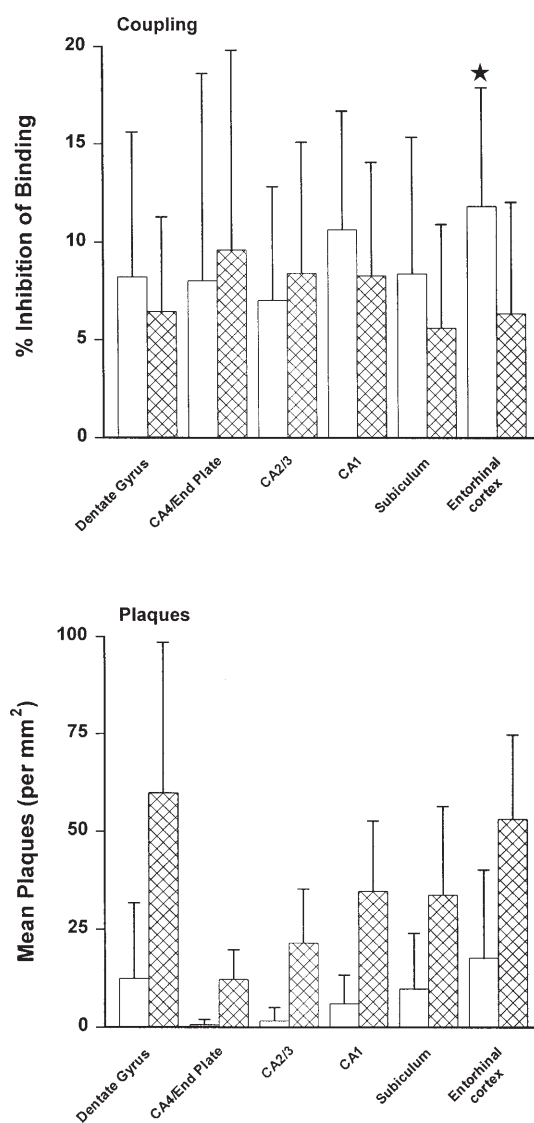 Coupling
% Inhibition of Binding
20
15
10
5
0
★
Dentate Gyrus
CA4/End Plate
CA2/3
CA1
Subiculum
Entorhinal
cortex
Plaques
Mean Plaques (per mm²)
100
75
50
25
0
Dentate Gyrus
CA4/End Plate
CA2/3
CA1
Subiculum
Entorhinal
cortex